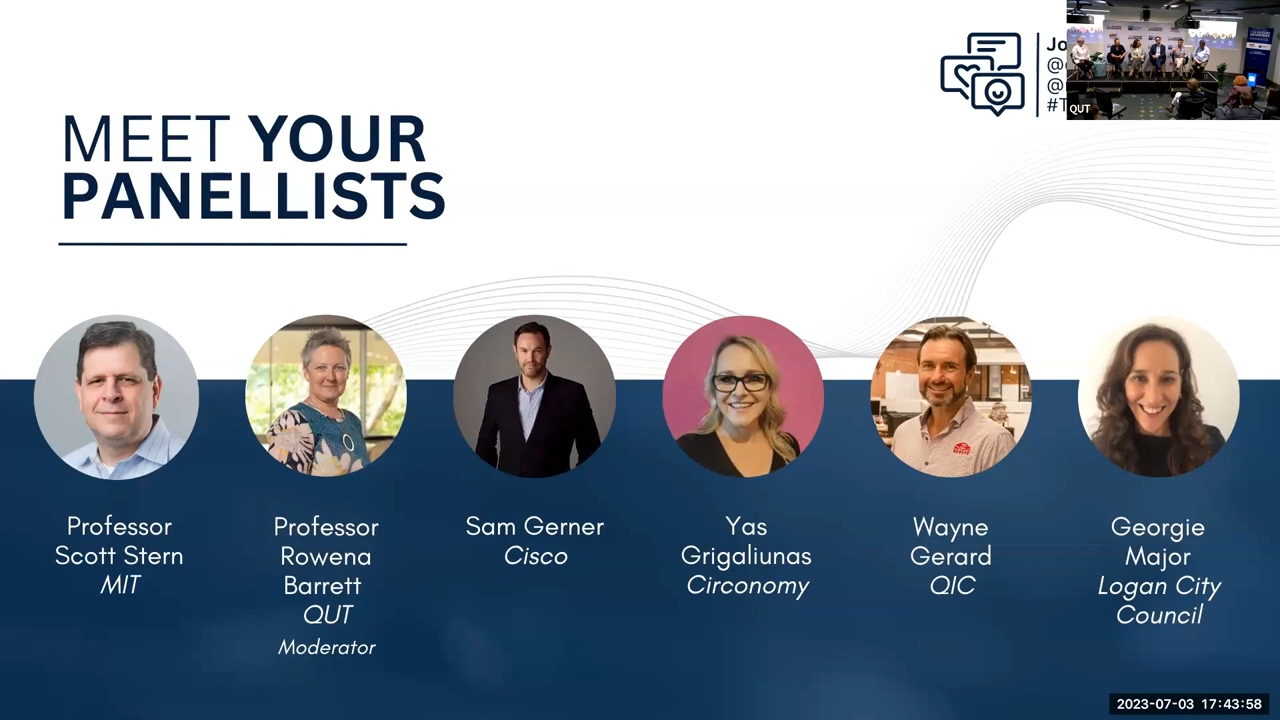 MEET YOUR
PANELLISTS
Jo
@
@
#T
QUT
Professor
Scott Stern
MIT
Professor
Rowena
Barrett
QUT
Moderator
Sam Gerner
Cisco
Yas
Grigaliunas
Circonomy
Wayne
Gerard
QIC
Georgie
Major
Logan City
Council
2023-07-03 17:43:58